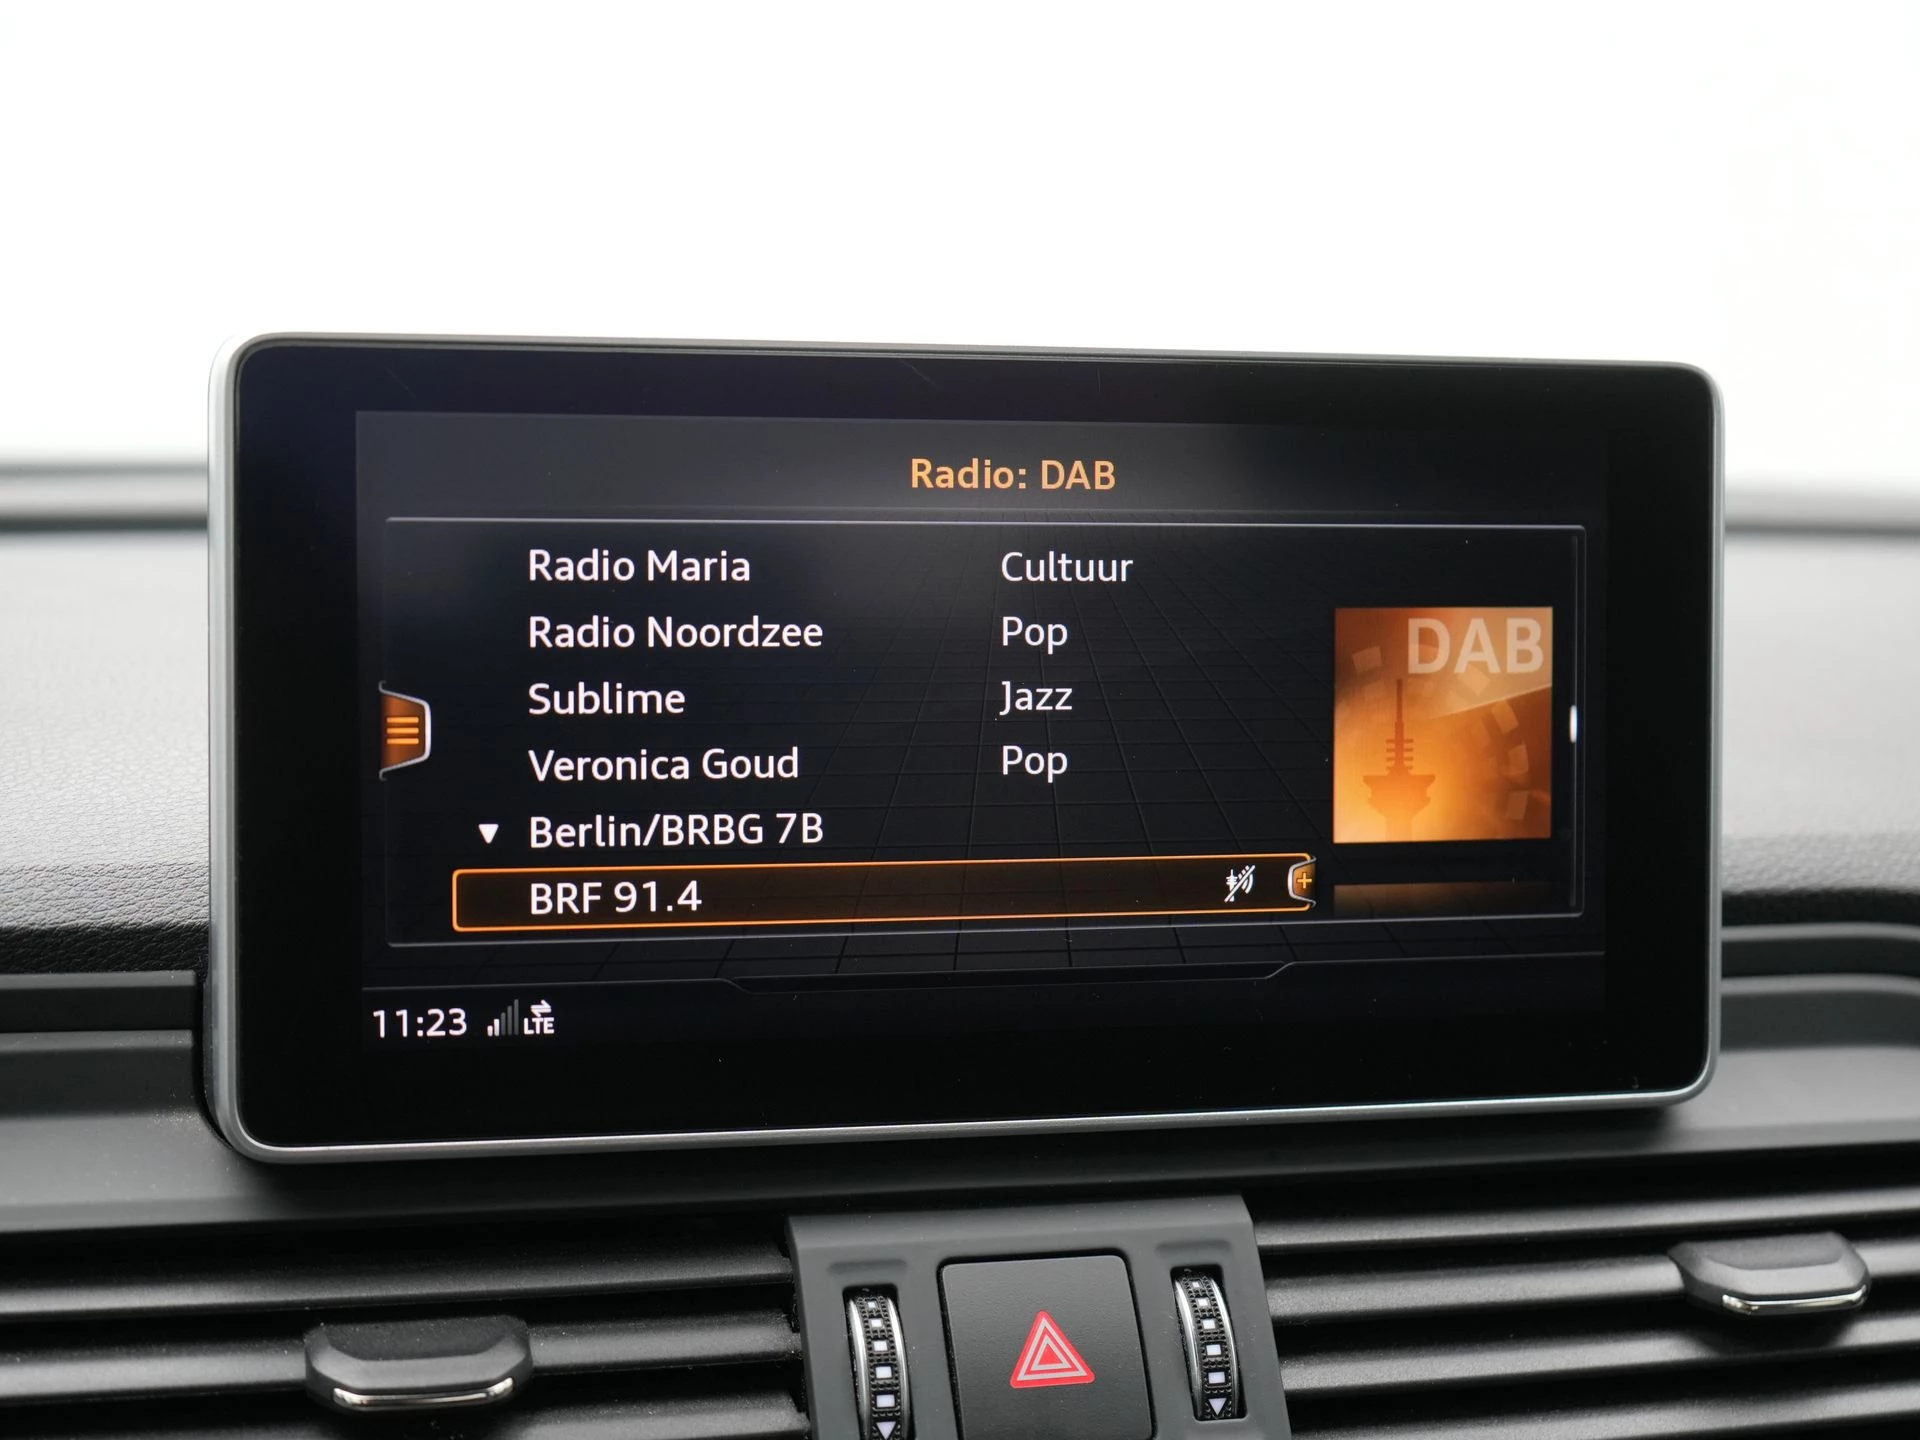 Radio: DAB
Radio Maria Cultuur
Radio Noordzee Pop
Sublime Jazz
Veronica Goud Pop
Berlin/BRBG 7B
BRF 91.4
DAB
11:23 LTE